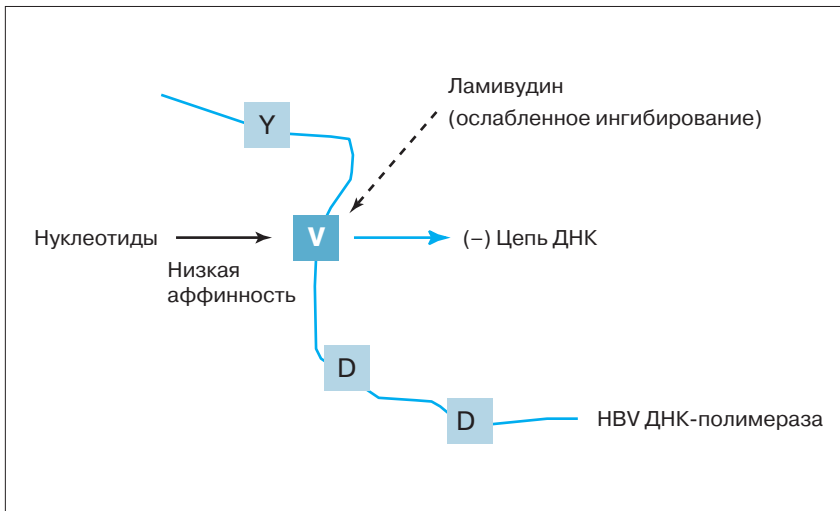 Ламивудин
(ослабленное ингибирование)
Y
Нуклеотиды
V
(–) Цепь ДНК
Низкая
аффинность
D
D
HBV ДНК-полимераза